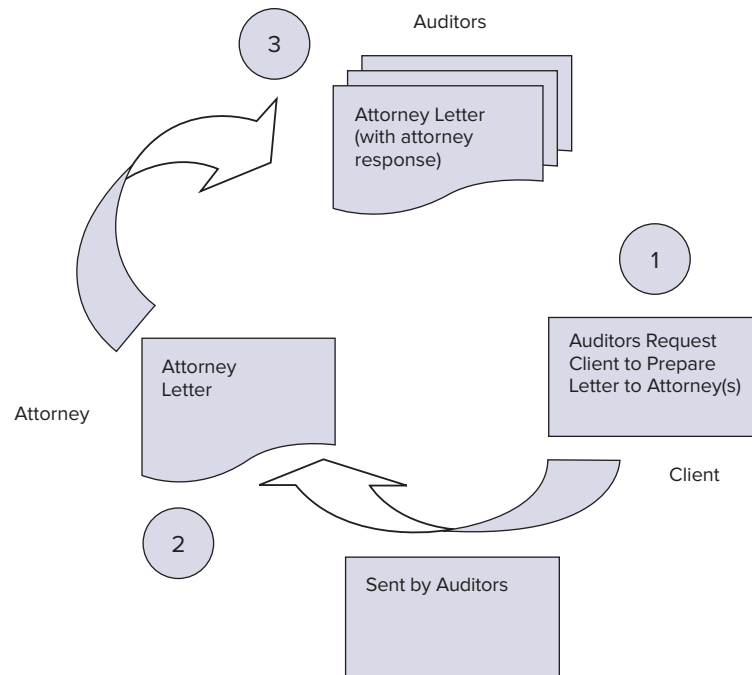 Auditors
3
Attorney Letter
(with attorney
response)
1
Auditors Request
Client to Prepare
Letter to Attorney(s)
Attorney
Letter
Attorney
Client
2
Sent by Auditors